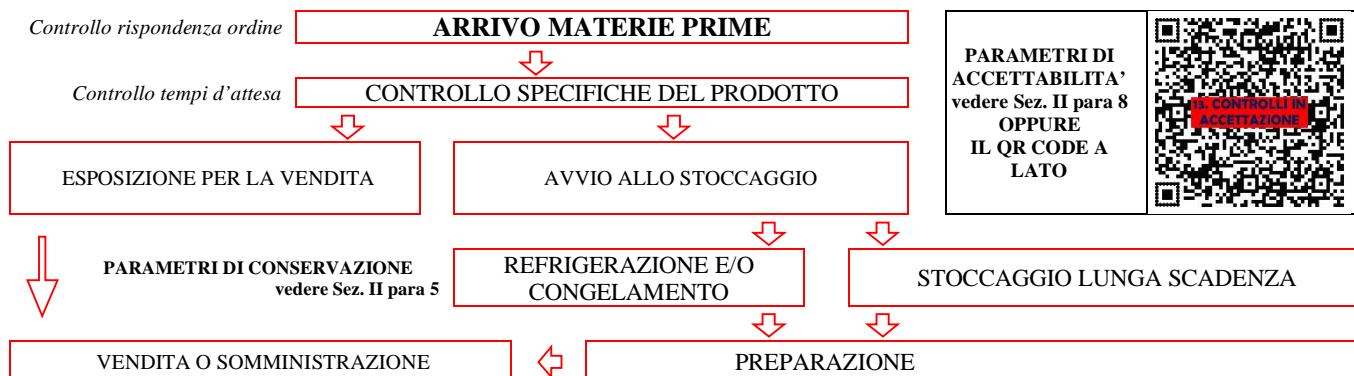 Controllo rispondenza ordine
ARRIVO MATERIE PRIME
Controllo tempi d'attesa
CONTROLLO SPECIFICHE DEL PRODOTTO
PARAMETRI DI
ACCETTABILITA'
vedere Sez. II para 8
OPPURE
IL QR CODE A
LATO
13. CONTROLLI IN
ACCETTAZIONE
ESPOSIZIONE PER LA VENDITA
AVVIO ALLO STOCCAGGIO
PARAMETRI DI CONSERVAZIONE
vedere Sez. II para 5
REFRIGERAZIONE E/O
CONGELAMENTO
STOCCAGGIO LUNGA SCADENZA
VENDITA O SOMMINISTRAZIONE
PREPARAZIONE